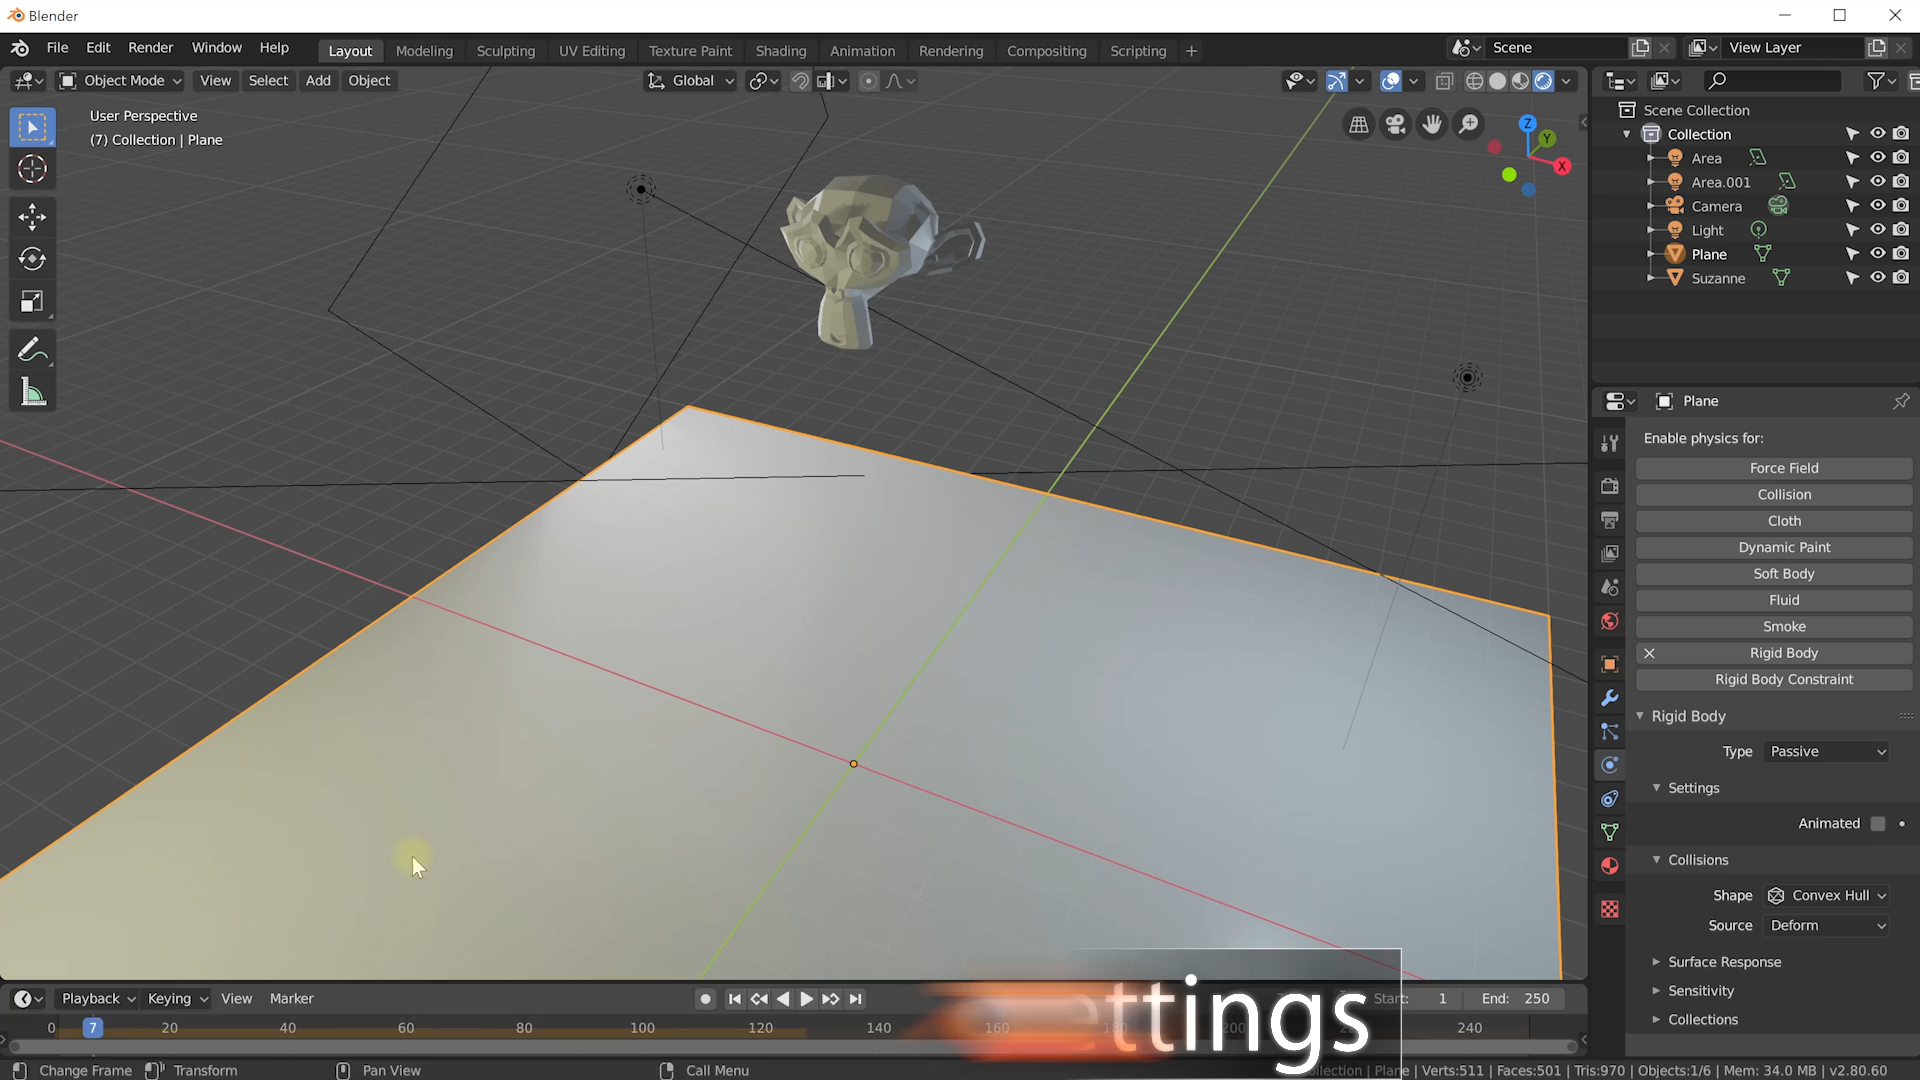 Blender
File Edit Render Window Help
Layout Modeling Sculpting UV Editing Texture Paint Shading Animation Rendering Compositing Scripting +
Scene
View Layer
Object Mode View Select Add Object
Global
User Perspective
(7) Collection | Plane
Z
Y
X
Scene Collection
Collection
Area
Area.001
Camera
Light
Plane
Suzanne
Plane
Enable physics for:
Force Field
Collision
Cloth
Dynamic Paint
Soft Body
Fluid
Smoke
Rigid Body
Rigid Body Constraint
Rigid Body
Type Passive
Settings
Animated
Collisions
Shape Convex Hull
Source Deform
Surface Response
Sensitivity
Collections
Playback Keying View Marker
Start: 1 End: 250
0 7 20 40 60 80 100 120 140 160 180 200 240
ettings
Change Frame Transform Pan View Call Menu
ollection | Plane | Verts:511 | Faces:501 | Tris:970 | Objects:1/6 | Mem: 34.0 MB | v2.80.60